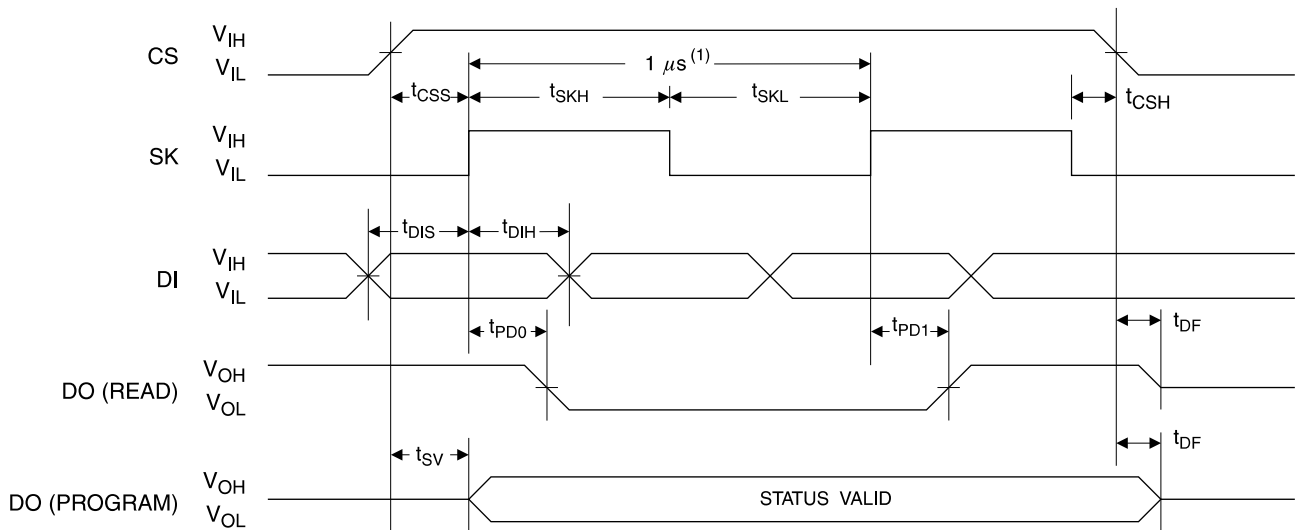 CS V_IH
V_IL
1 μs (1)
t_CSS t_SKH t_SKL t_CSH
SK V_IH
V_IL
t_DIS t_DIH
DI V_IH
V_IL
t_PD0 t_PD1 t_DF
DO (READ) V_OH
V_OL
t_SV t_DF
DO (PROGRAM) V_OH
V_OL
STATUS VALID